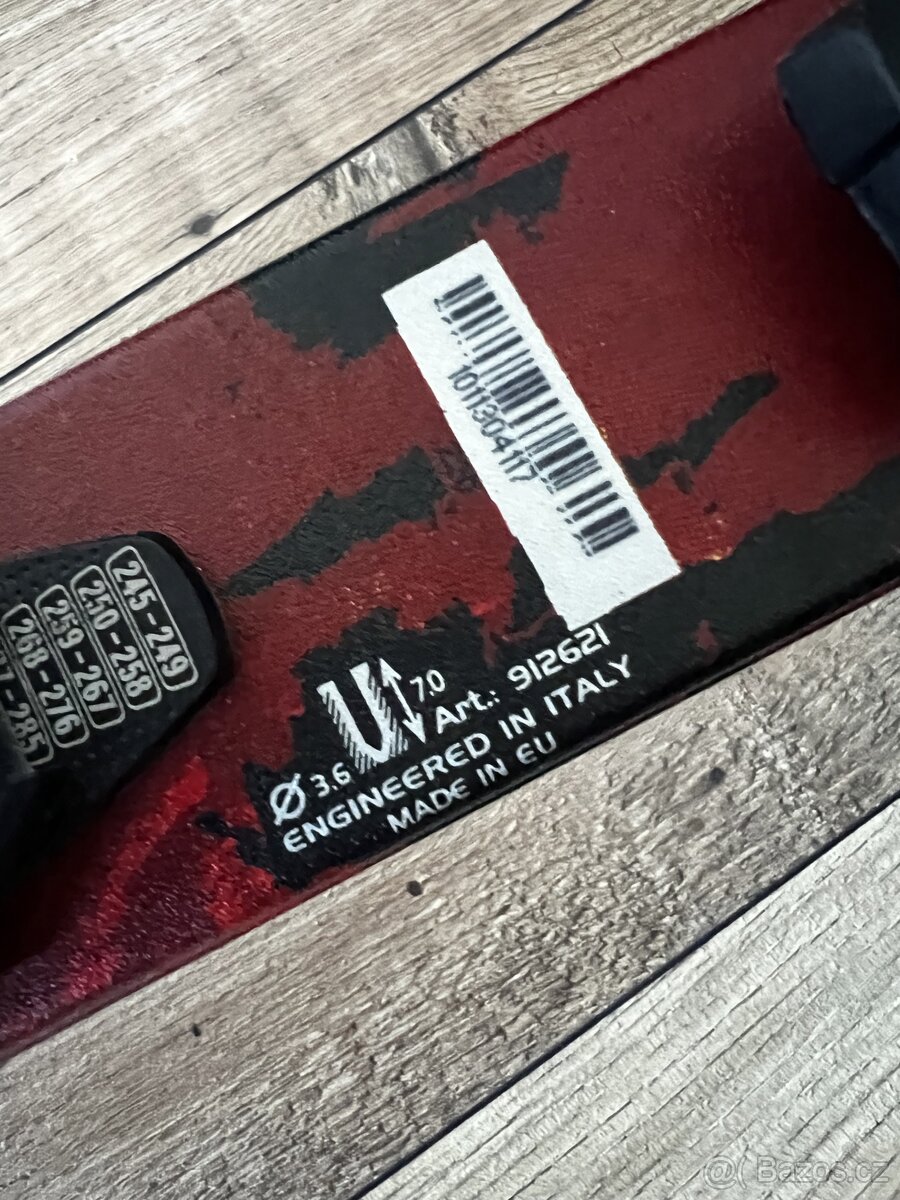 1011304117
245-249
250-258
259-267
268-276
-285
7.0
Ø 3.6
Art.: 912621
ENGINEERED IN ITALY
MADE IN EU
@ Bazos.cz